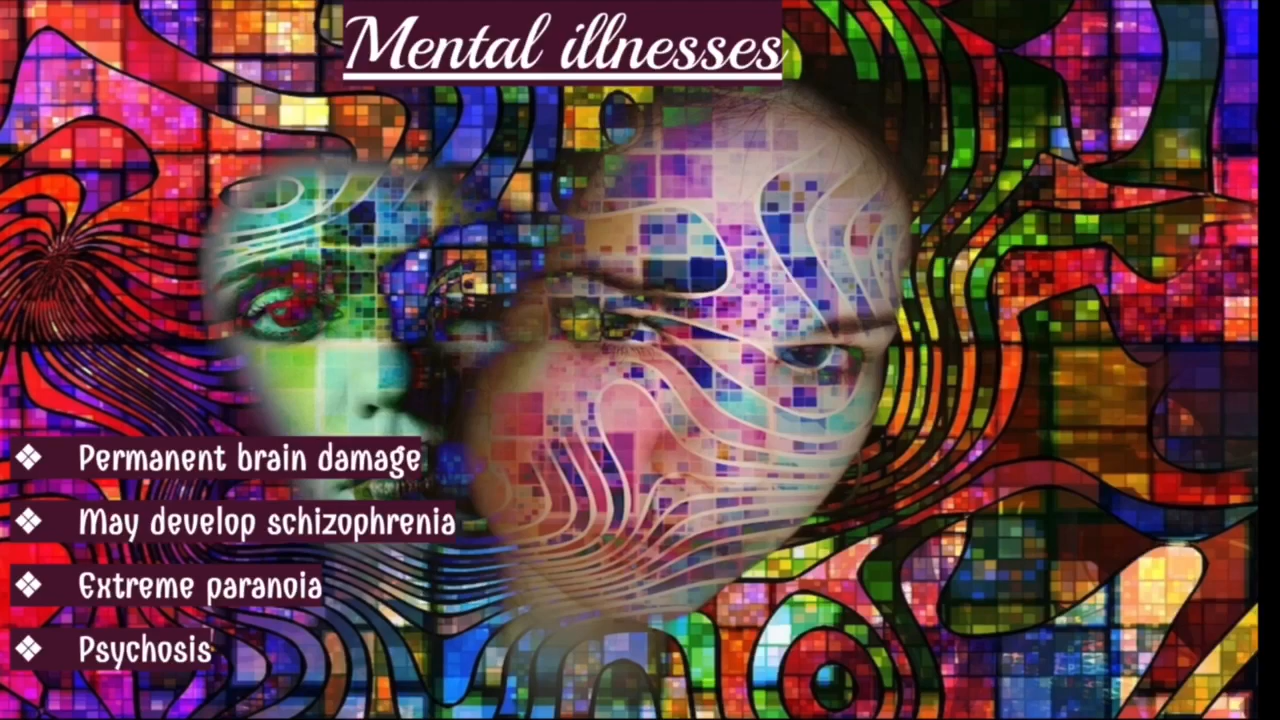 Mental illnesses
❖ Permanent brain damage
❖ May develop schizophrenia
❖ Extreme paranoia
❖ Psychosis